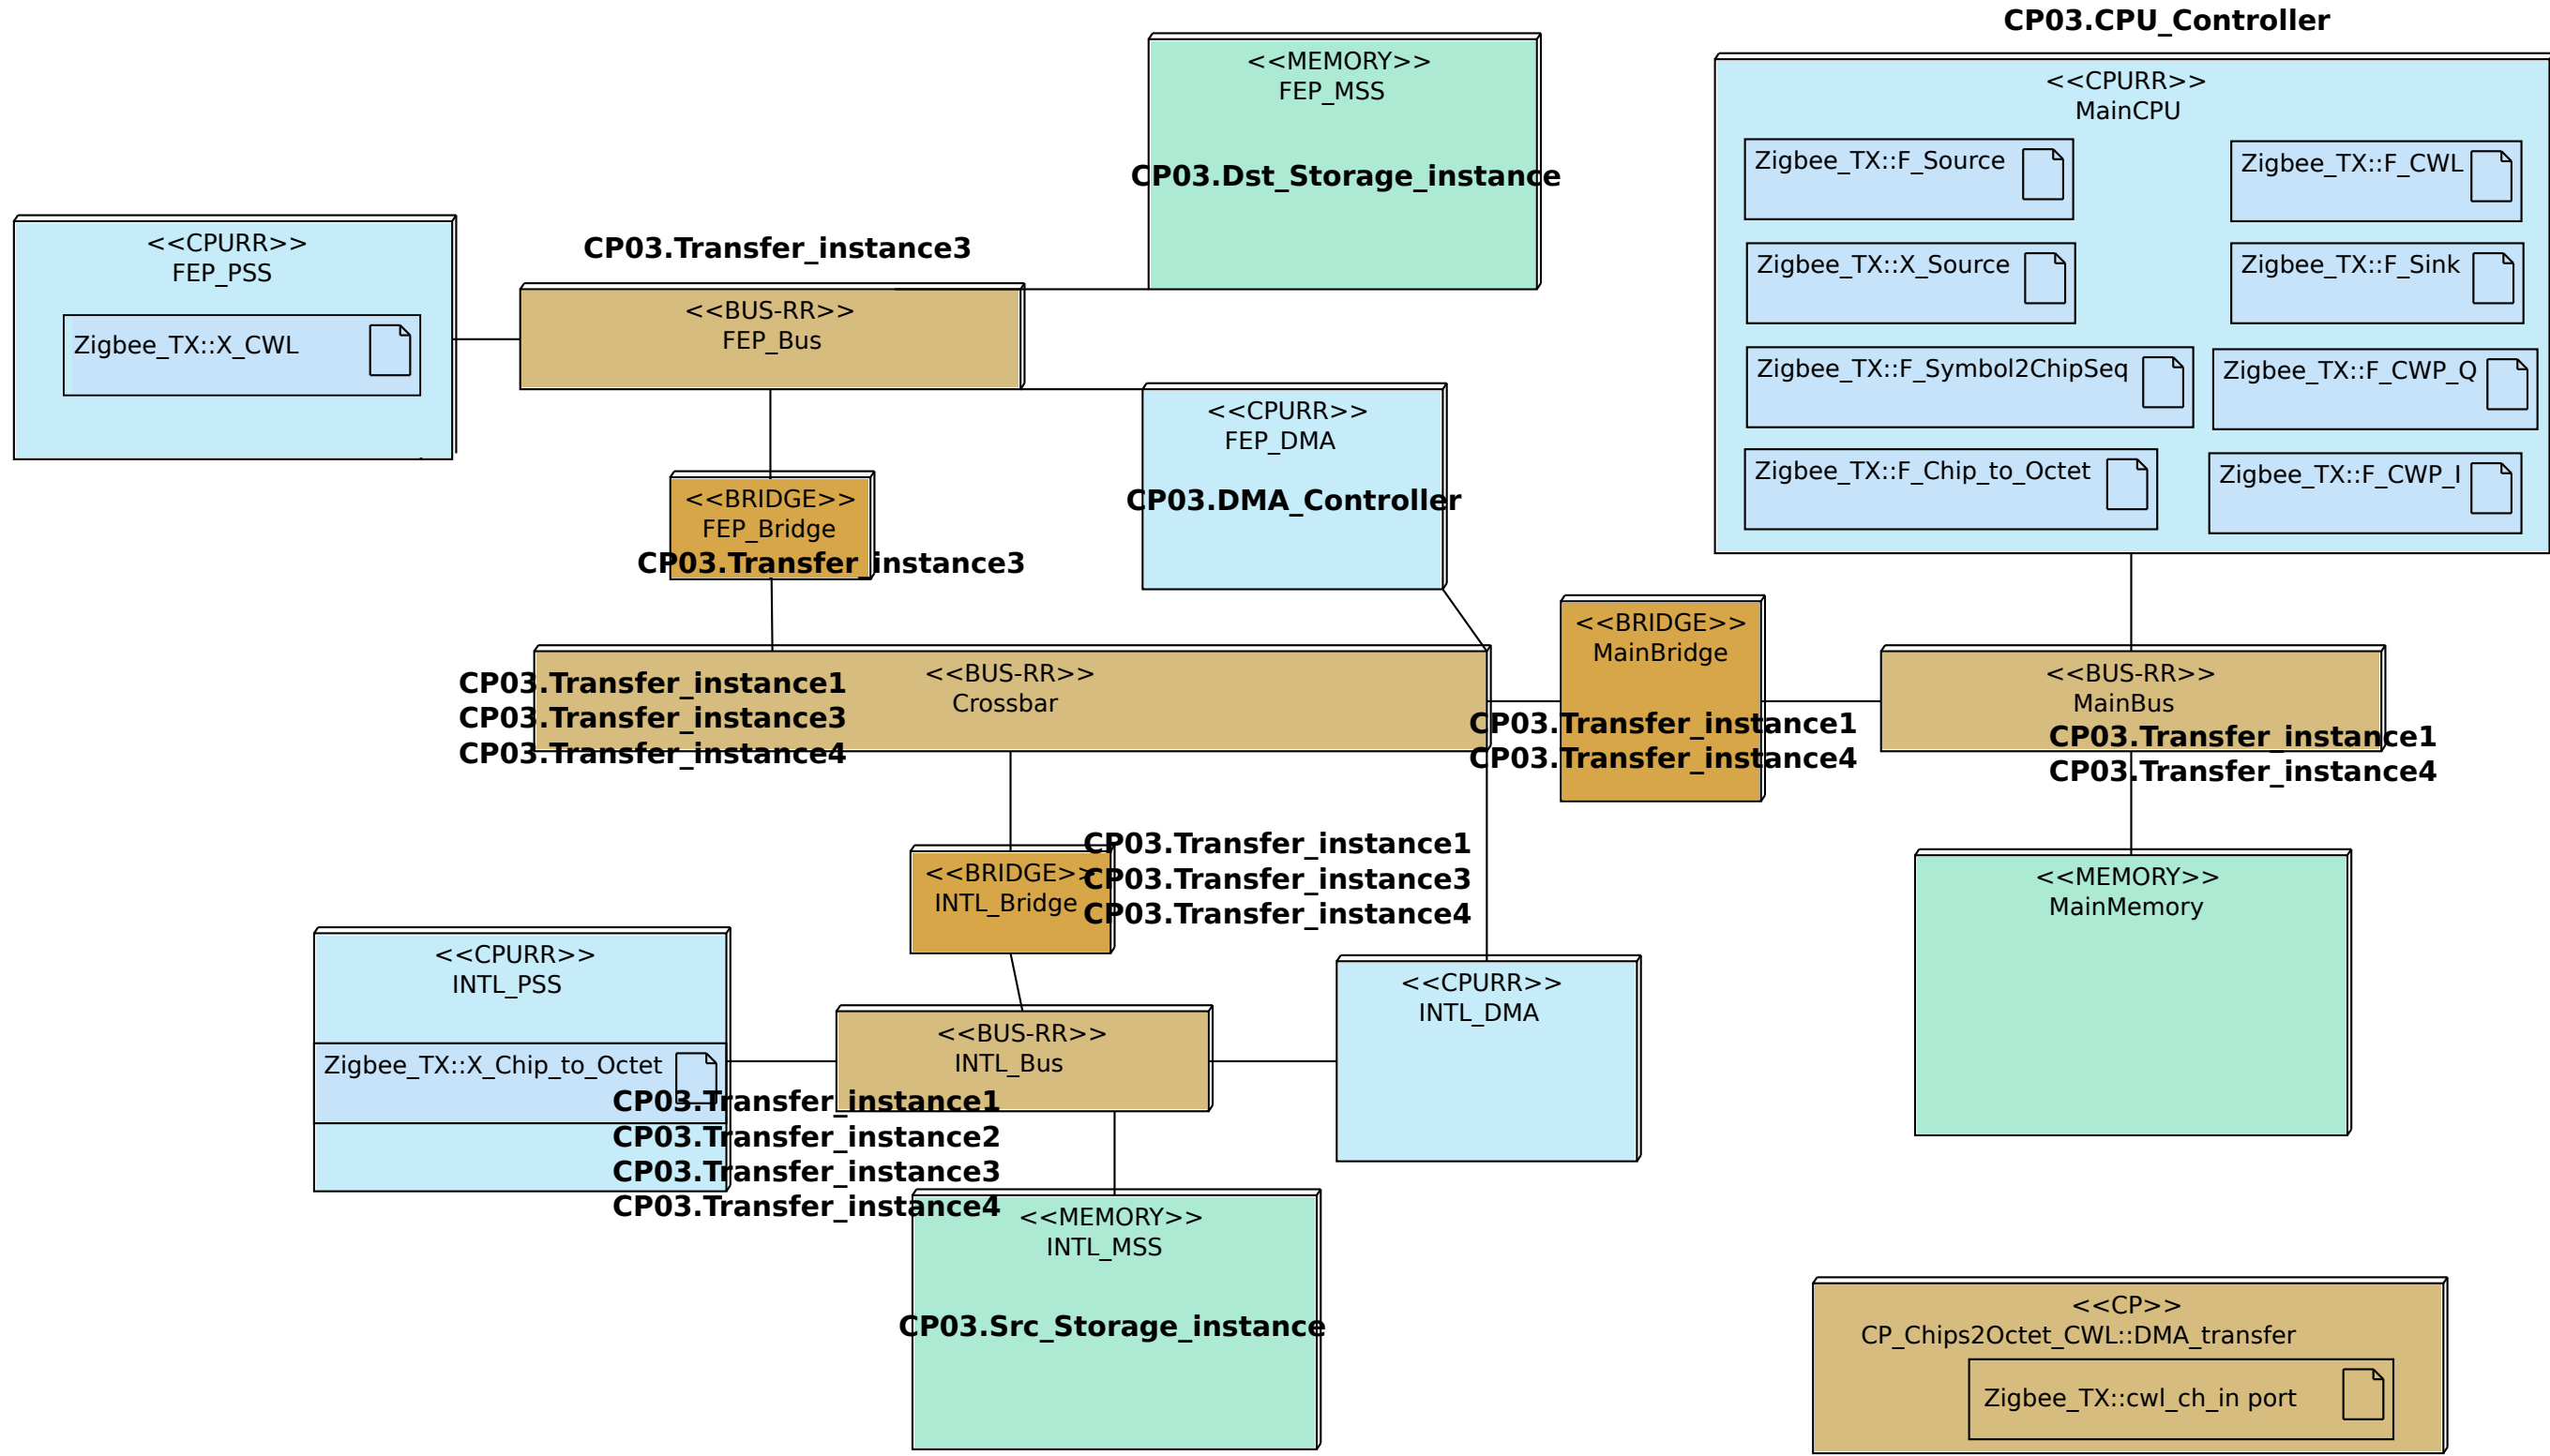 CP03.CPU_Controller
<<MEMORY>>
FEP_MSS
CP03.Dst_Storage_instance
<<CPURR>>
MainCPU
Zigbee_TX::F_Source
Zigbee_TX::F_CWL
Zigbee_TX::X_Source
Zigbee_TX::F_Sink
Zigbee_TX::F_Symbol2ChipSeq
Zigbee_TX::F_CWP_Q
Zigbee_TX::F_Chip_to_Octet
Zigbee_TX::F_CWP_I
<<CPURR>>
FEP_PSS
Zigbee_TX::X_CWL
CP03.Transfer_instance3
<<BUS-RR>>
FEP_Bus
<<CPURR>>
FEP_DMA
CP03.DMA_Controller
<<BRIDGE>>
FEP_Bridge
CP03.Transfer_instance3
<<BUS-RR>>
Crossbar
CP03.Transfer_instance1
CP03.Transfer_instance3
CP03.Transfer_instance4
<<BRIDGE>>
MainBridge
CP03.Transfer_instance1
CP03.Transfer_instance4
<<BUS-RR>>
MainBus
CP03.Transfer_instance1
CP03.Transfer_instance4
<<BRIDGE>>
INTL_Bridge
CP03.Transfer_instance1
CP03.Transfer_instance3
CP03.Transfer_instance4
<<MEMORY>>
MainMemory
<<CPURR>>
INTL_PSS
Zigbee_TX::X_Chip_to_Octet
<<BUS-RR>>
INTL_Bus
CP03.Transfer_instance1
CP03.Transfer_instance2
CP03.Transfer_instance3
CP03.Transfer_instance4
<<CPURR>>
INTL_DMA
<<MEMORY>>
INTL_MSS
CP03.Src_Storage_instance
<<CP>>
CP_Chips2Octet_CWL::DMA_transfer
Zigbee_TX::cwl_ch_in port